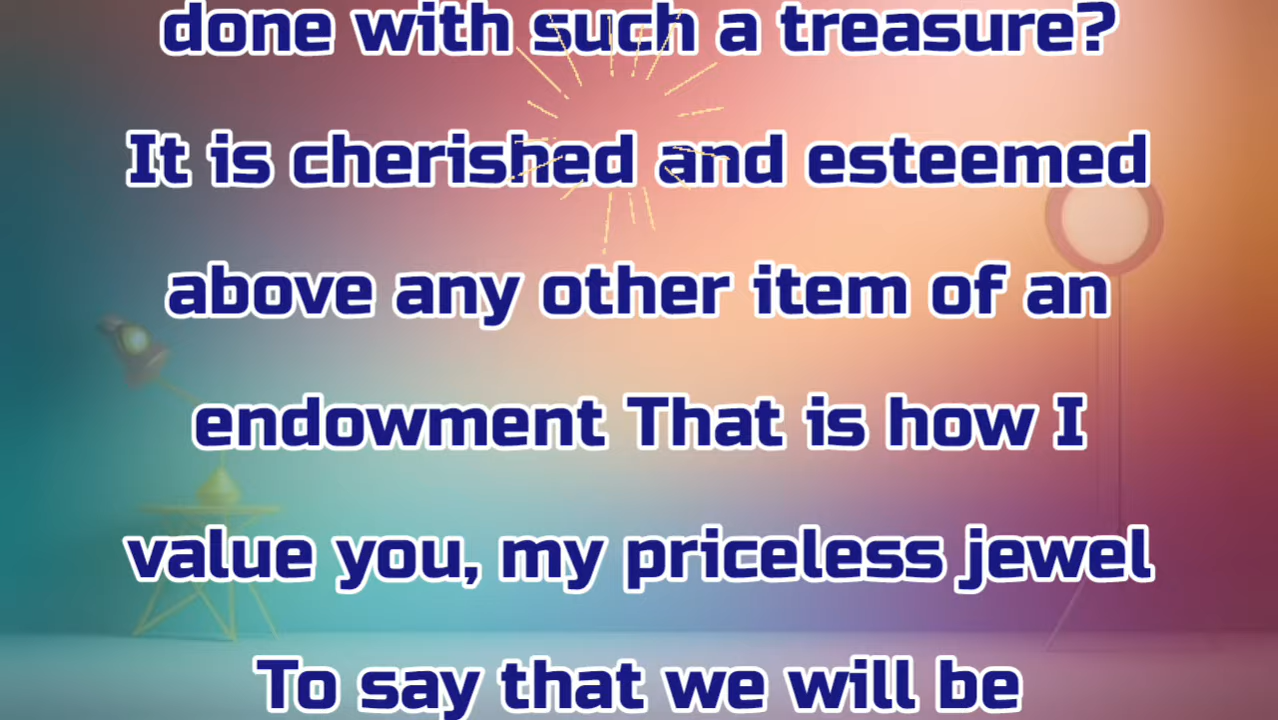 done with such a treasure?
It is cherished and esteemed
above any other item of an
endowment That is how I
value you, my priceless jewel
To say that we will be